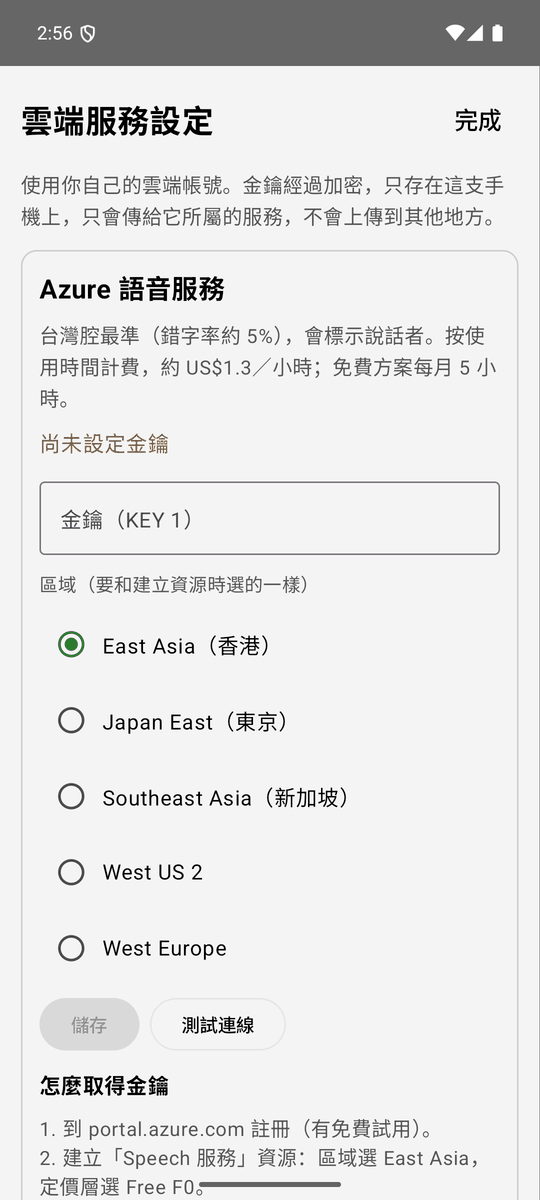 2:56
雲端服務設定
完成
使用你自己的雲端帳號。金鑰經過加密，只存在這支手
機上，只會傳給它所屬的服務，不會上傳到其他地方。
Azure 語音服務
台灣腔最準（錯字率約 5%），會標示說話者。按使
用時間計費，約 US$1.3／小時；免費方案每月 5 小
時。
尚未設定金鑰
金鑰（KEY 1）
區域（要和建立資源時選的一樣）
East Asia（香港）
Japan East（東京）
Southeast Asia（新加坡）
West US 2
West Europe
儲存
測試連線
怎麼取得金鑰
1. 到 portal.azure.com 註冊（有免費試用）。
2. 建立「Speech 服務」資源：區域選 East Asia，
定價層選 Free F0。